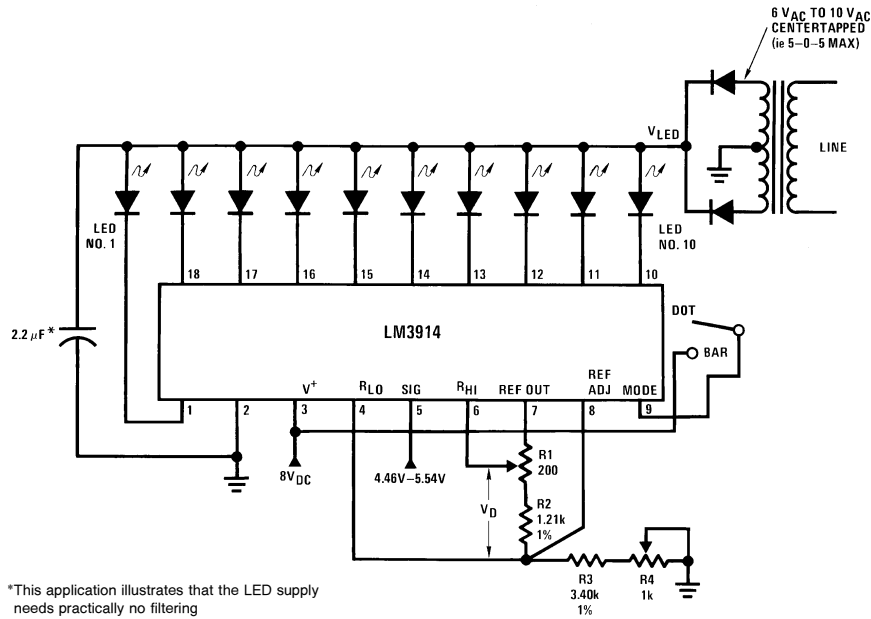 6 VAC TO 10 VAC
CENTERTAPPED
(ie 5–0–5 MAX)
VLED
LINE
LED
NO. 1
LED
NO. 10
18
17
16
15
14
13
12
11
10
2.2 µF*
LM3914
DOT
BAR
V+
RLO
SIG
RHI
REF OUT
REF
ADJ
MODE
1
2
3
4
5
6
7
8
9
8VDC
4.46V–5.54V
R1
200
VD
R2
1.21k
1%
R3
3.40k
1%
R4
1k
*This application illustrates that the LED supply
needs practically no filtering